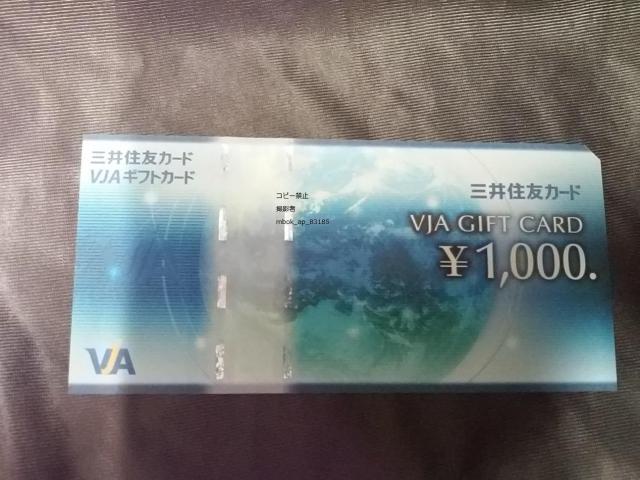 三井住友カード
VJAギフトカード
コピー禁止
撮影者
mbok_ap_83185
三井住友カード
VJA GIFT CARD
¥1,000.
VJA